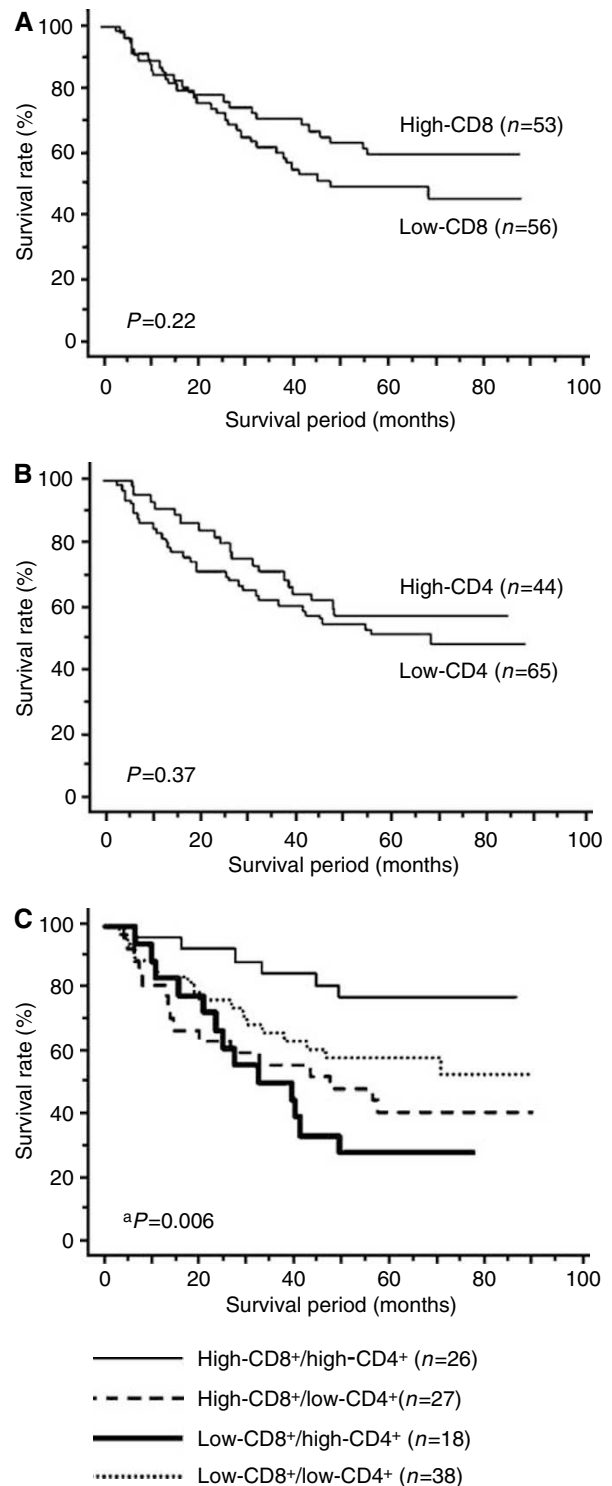 A
100
80
60
40
20
0
Survival rate (%)
High-CD8 (n=53)
Low-CD8 (n=56)
P=0.22
0 20 40 60 80 100
Survival period (months)
B
100
80
60
40
20
0
Survival rate (%)
High-CD4 (n=44)
Low-CD4 (n=65)
P=0.37
0 20 40 60 80 100
Survival period (months)
C
100
80
60
40
20
0
Survival rate (%)
aP=0.006
0 20 40 60 80 100
Survival period (months)
High-CD8+/high-CD4+ (n=26)
High-CD8+/low-CD4+(n=27)
Low-CD8+/high-CD4+ (n=18)
Low-CD8+/low-CD4+ (n=38)